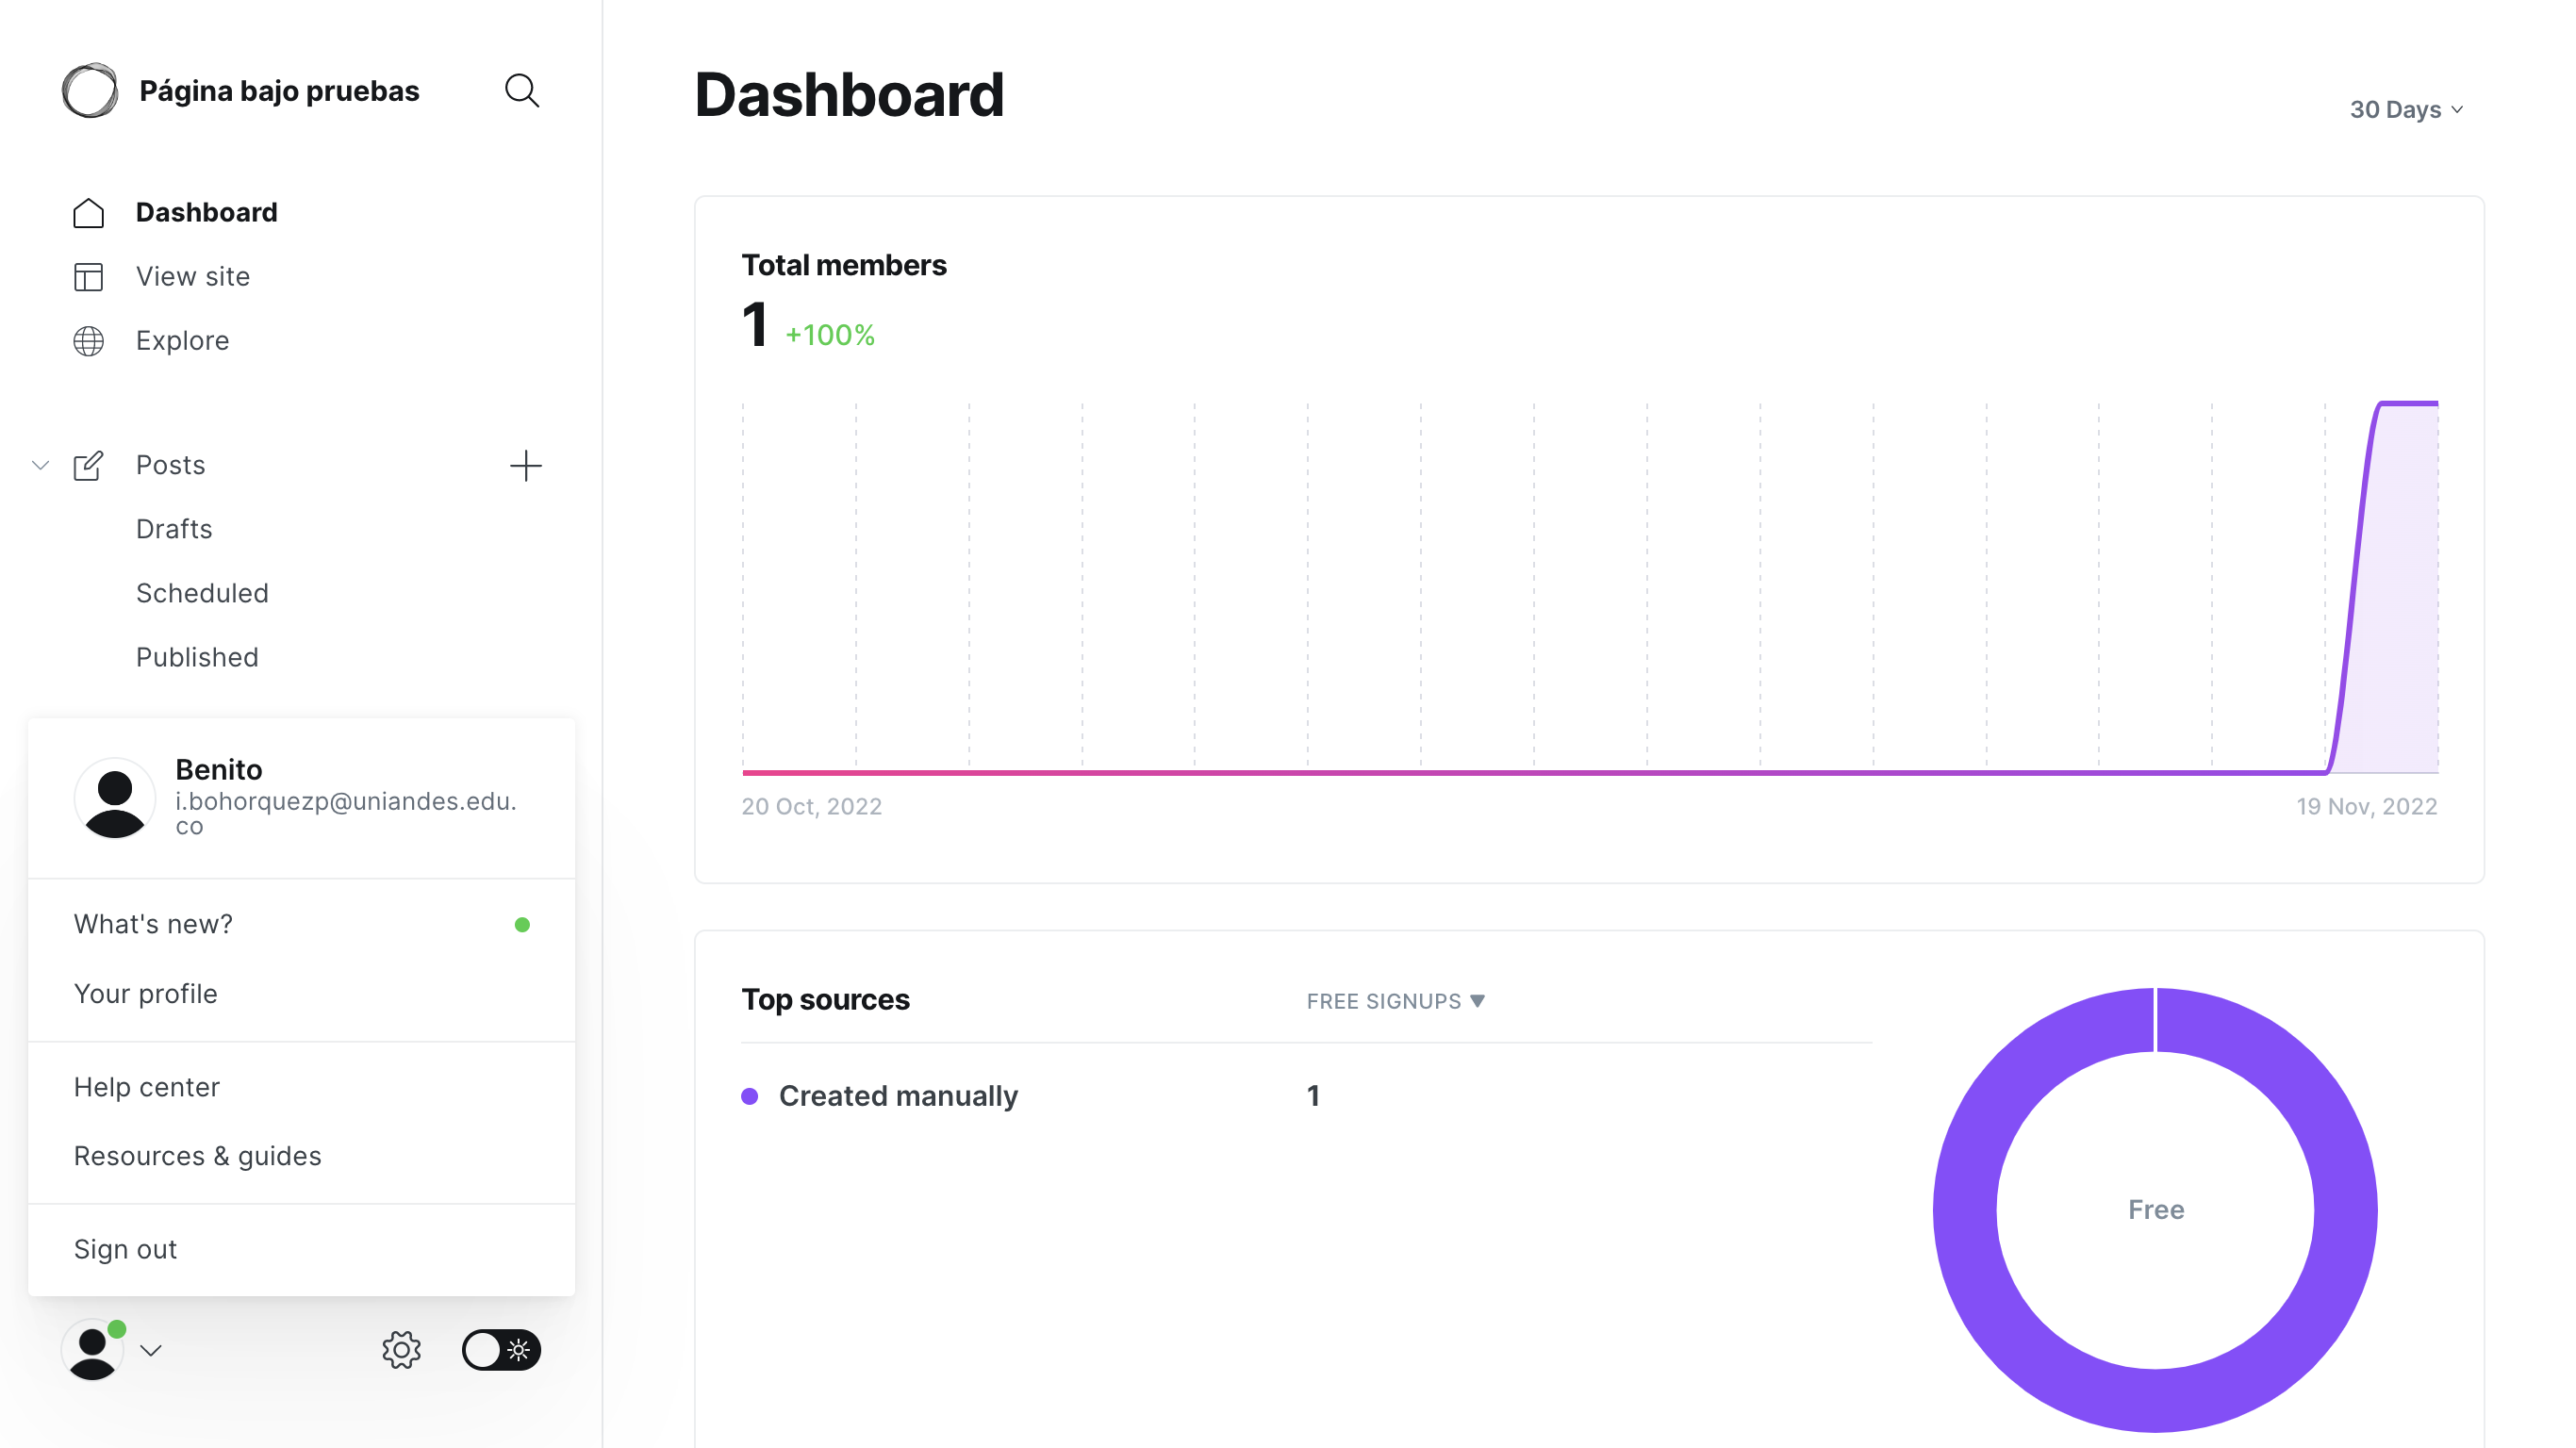 Página bajo pruebas
Dashboard
View site
Explore
Posts
Drafts
Scheduled
Published
Benito
i.bohorquezp@uniandes.edu.
co
What's new?
Your profile
Help center
Resources & guides
Sign out
Dashboard
30 Days
Total members
1 +100%
20 Oct, 2022
19 Nov, 2022
Top sources
FREE SIGNUPS ▼
Created manually
1
Free